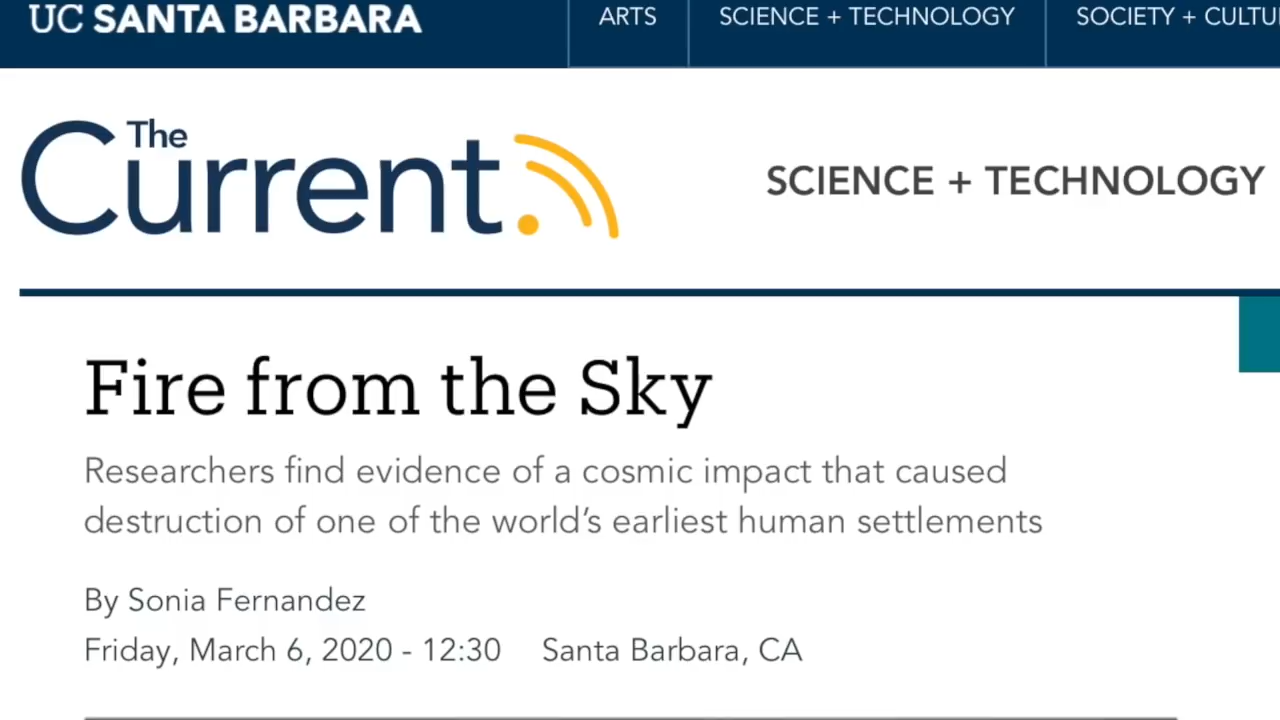 UC SANTA BARBARA
ARTS
SCIENCE + TECHNOLOGY
SOCIETY + CULTU
The Current.
SCIENCE + TECHNOLOGY
Fire from the Sky
Researchers find evidence of a cosmic impact that caused
destruction of one of the world’s earliest human settlements
By Sonia Fernandez
Friday, March 6, 2020 - 12:30 Santa Barbara, CA